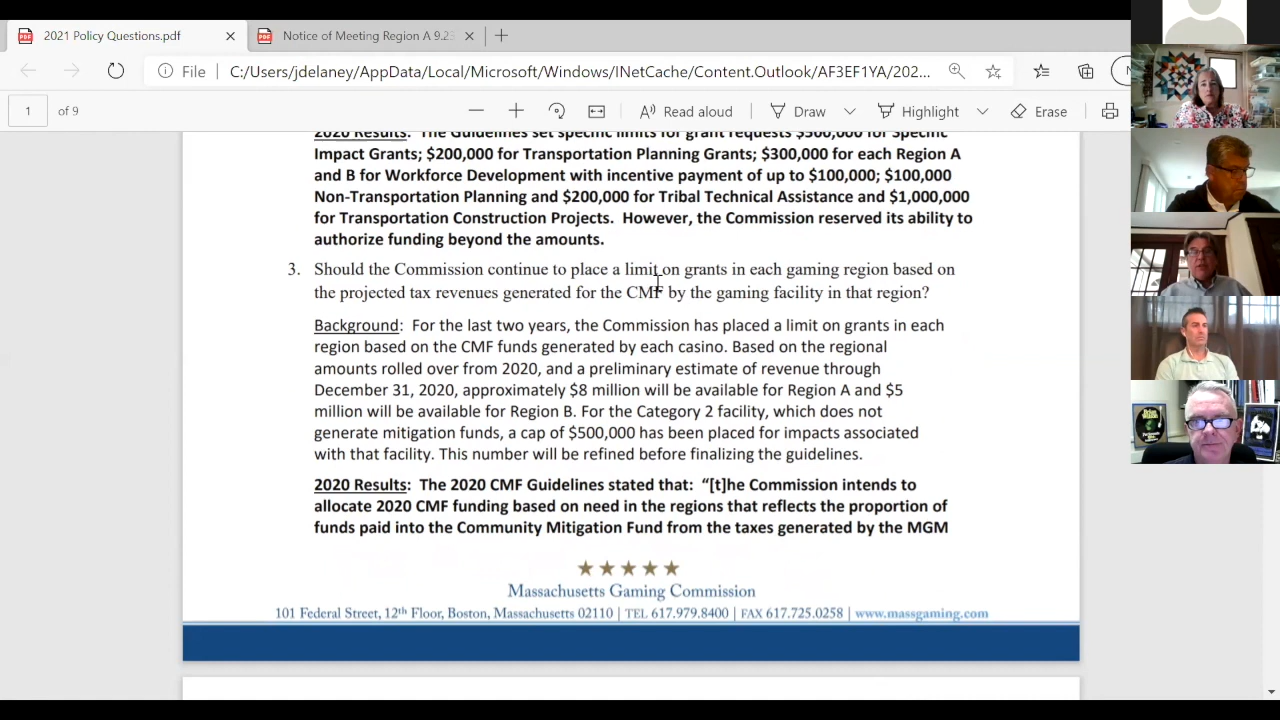 2021 Policy Questions.pdf
Notice of Meeting Region A 9.23
1 of 9
File
C:/Users/jdelaney/AppData/Local/Microsoft/Windows/INetCache/Content.Outlook/AF3EF1YA/202...
Read aloud
Draw
Highlight
Erase
2020 Results: The Guidelines set specific limits for grant requests $500,000 for Specific
Impact Grants; $200,000 for Transportation Planning Grants; $300,000 for each Region A
and B for Workforce Development with incentive payment of up to $100,000; $100,000
Non-Transportation Planning and $200,000 for Tribal Technical Assistance and $1,000,000
for Transportation Construction Projects. However, the Commission reserved its ability to
authorize funding beyond the amounts.
3. Should the Commission continue to place a limit on grants in each gaming region based on
the projected tax revenues generated for the CMF by the gaming facility in that region?
Background: For the last two years, the Commission has placed a limit on grants in each
region based on the CMF funds generated by each casino. Based on the regional
amounts rolled over from 2020, and a preliminary estimate of revenue through
December 31, 2020, approximately $8 million will be available for Region A and $5
million will be available for Region B. For the Category 2 facility, which does not
generate mitigation funds, a cap of $500,000 has been placed for impacts associated
with that facility. This number will be refined before finalizing the guidelines.
2020 Results: The 2020 CMF Guidelines stated that: “[t]he Commission intends to
allocate 2020 CMF funding based on need in the regions that reflects the proportion of
funds paid into the Community Mitigation Fund from the taxes generated by the MGM
Massachusetts Gaming Commission
101 Federal Street, 12th Floor, Boston, Massachusetts 02110 | TEL 617.979.8400 | FAX 617.725.0258 | www.massgaming.com